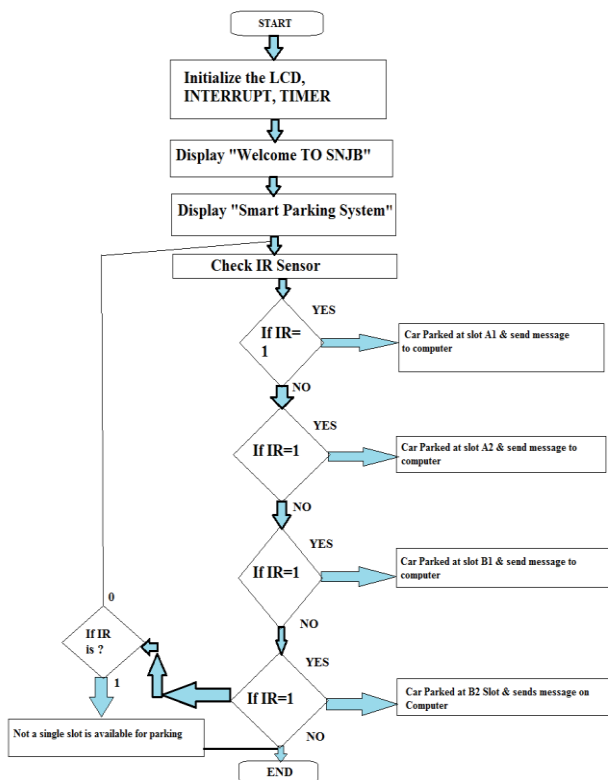 START
Initialize the LCD,
INTERRUPT, TIMER
Display "Welcome TO SNJB"
Display "Smart Parking System"
Check IR Sensor
YES
If IR=
1
Car Parked at slot A1 & send message
to computer
NO
YES
If IR=1
Car Parked at slot A2 & send message to
computer
NO
YES
If IR=1
Car Parked at slot B1 & send message to
computer
0
NO
If IR
is ?
YES
1
If IR=1
Car Parked at B2 Slot & sends message on
Computer
Not a single slot is available for parking
NO
END